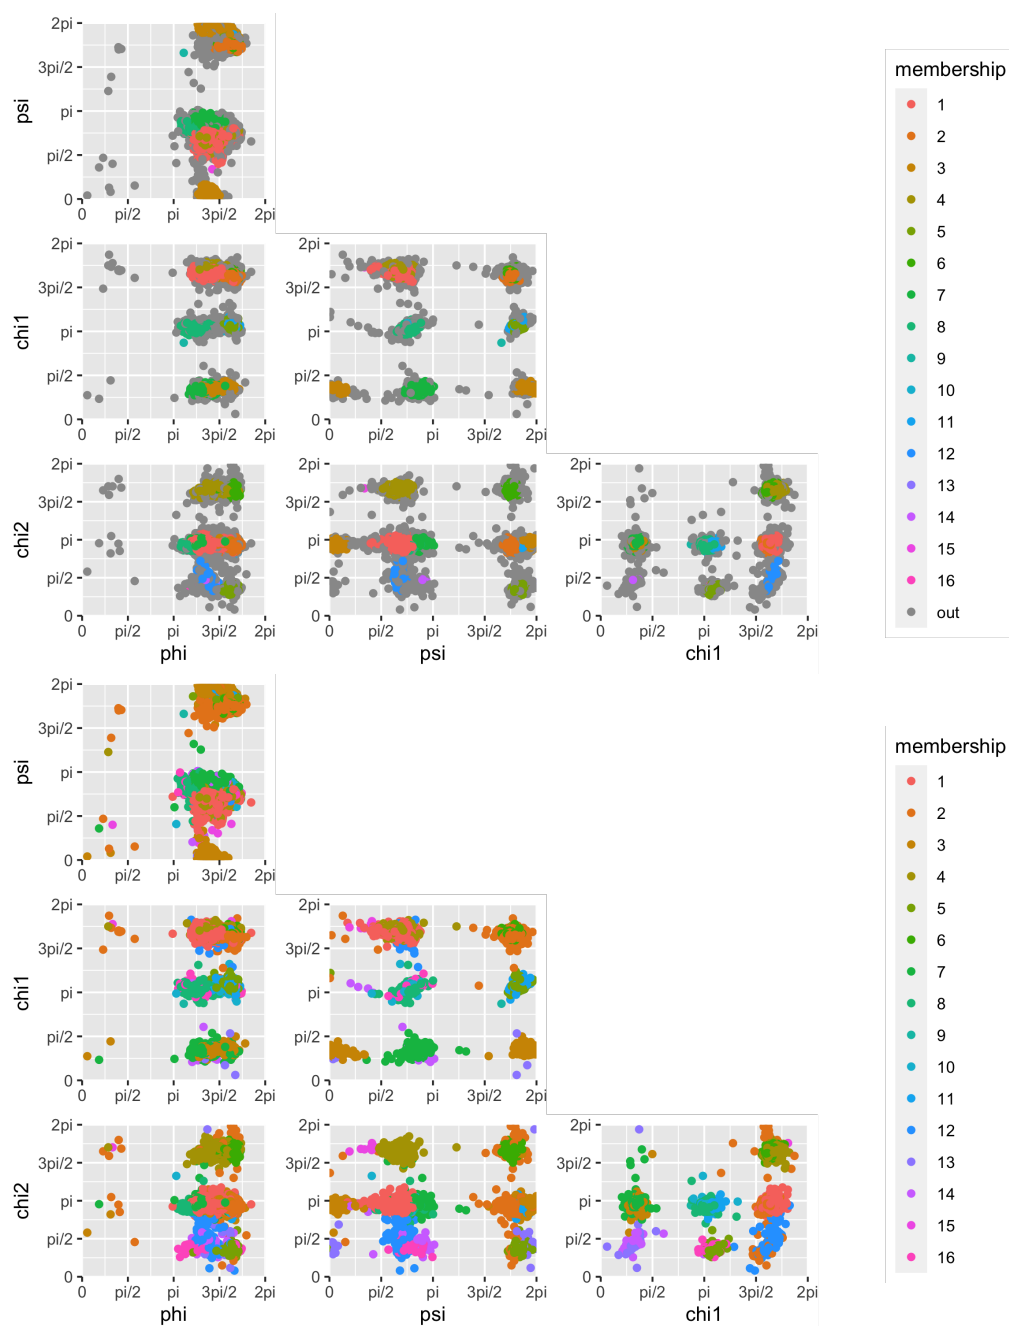 2pi
3pi/2
psi
pi
pi/2
0
0 pi/2 pi 3pi/2 2pi
2pi 2pi
3pi/2 3pi/2
chi1
pi pi
pi/2 pi/2
0 0
0 pi/2 pi 3pi/2 2pi 0 pi/2 pi 3pi/2 2pi
2pi 2pi 2pi
3pi/2 3pi/2 3pi/2
chi2
pi pi pi
pi/2 pi/2 pi/2
0 0 0
0 pi/2 pi 3pi/2 2pi 0 pi/2 pi 3pi/2 2pi 0 pi/2 pi 3pi/2 2pi
phi psi chi1
membership
1
2
3
4
5
6
7
8
9
10
11
12
13
14
15
16
out
2pi
3pi/2
psi
pi
pi/2
0
0 pi/2 pi 3pi/2 2pi
2pi 2pi
3pi/2 3pi/2
chi1
pi pi
pi/2 pi/2
0 0
0 pi/2 pi 3pi/2 2pi 0 pi/2 pi 3pi/2 2pi
2pi 2pi 2pi
3pi/2 3pi/2 3pi/2
chi2
pi pi pi
pi/2 pi/2 pi/2
0 0 0
0 pi/2 pi 3pi/2 2pi 0 pi/2 pi 3pi/2 2pi 0 pi/2 pi 3pi/2 2pi
phi psi chi1
membership
1
2
3
4
5
6
7
8
9
10
11
12
13
14
15
16